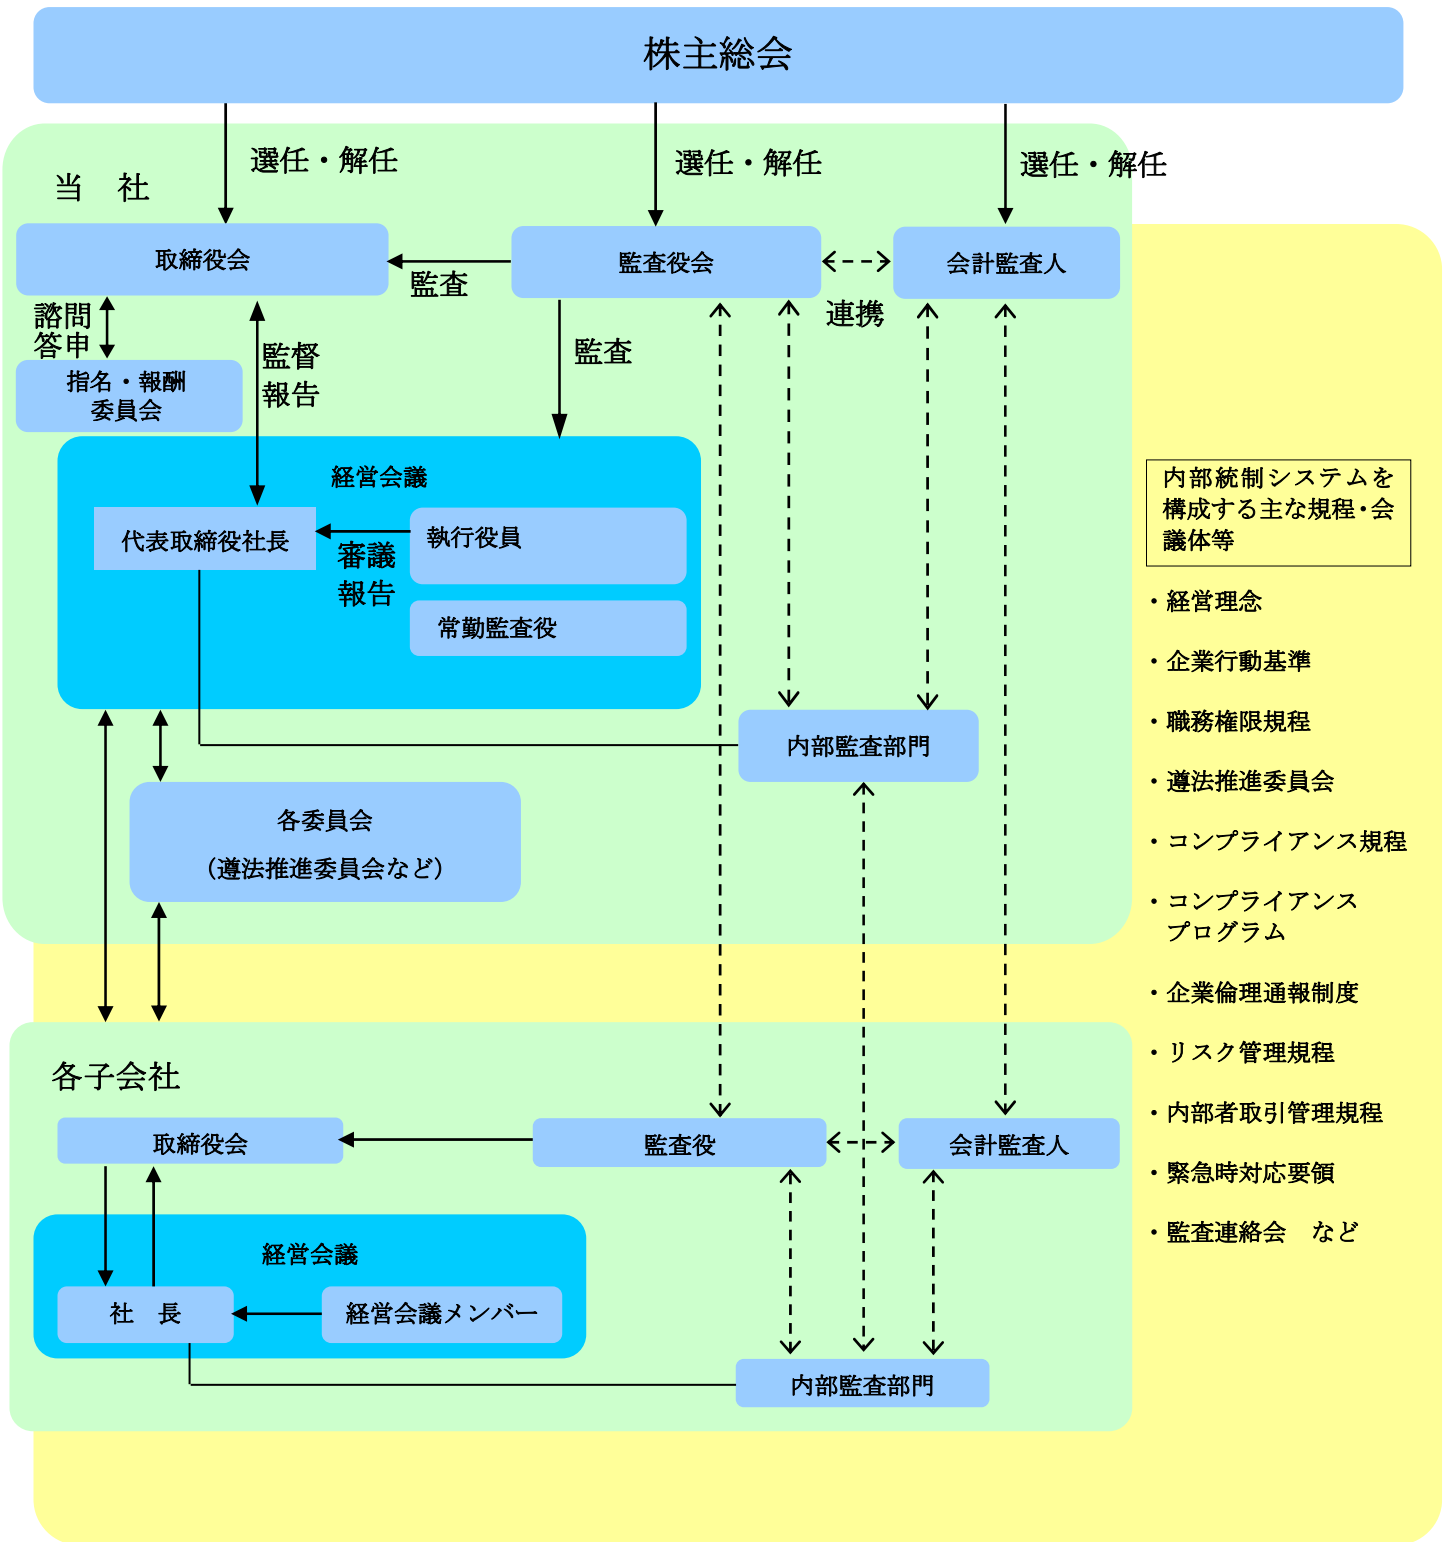 株主総会
選任・解任
選任・解任
選任・解任
当　社
取締役会
監査役会
会計監査人
監査
連携
諮問
答申
監督
報告
監査
指名・報酬
委員会
経営会議
代表取締役社長
執行役員
審議
報告
常勤監査役
内部監査部門
各委員会
（遵法推進委員会など）
各子会社
取締役会
監査役
会計監査人
経営会議
社　長
経営会議メンバー
内部監査部門
内部統制システムを
構成する主な規程・会
議体等
・経営理念
・企業行動基準
・職務権限規程
・遵法推進委員会
・コンプライアンス規程
・コンプライアンス
プログラム
・企業倫理通報制度
・リスク管理規程
・内部者取引管理規程
・緊急時対応要領
・監査連絡会　など